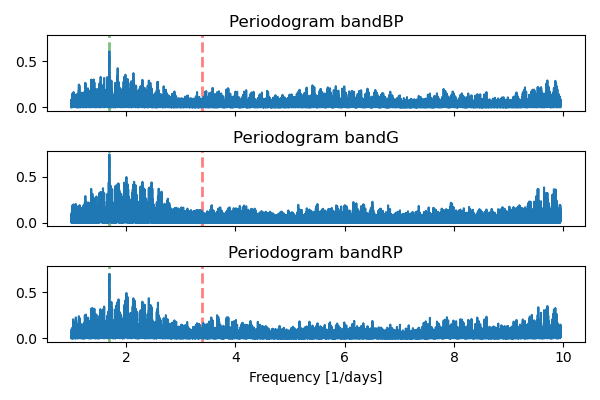 Periodogram bandBP
0.5
0.0
Periodogram bandG
0.5
0.0
Periodogram bandRP
0.5
0.0
2 4 6 8 10
Frequency [1/days]